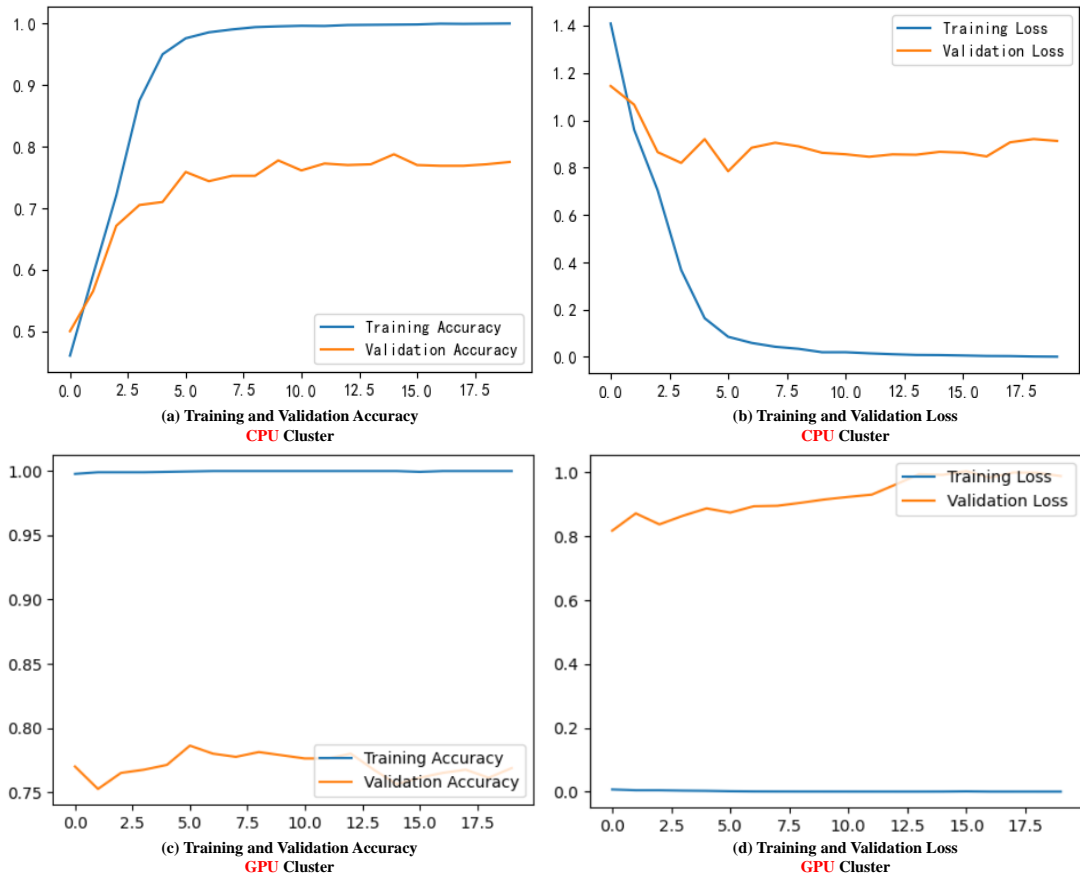 1.0
0.9
0.8
0.7
0.6
0.5
Training Accuracy
Validation Accuracy
0.0 2.5 5.0 7.5 10.0 12.5 15.0 17.5
(a) Training and Validation Accuracy
CPU Cluster
1.4
1.2
1.0
0.8
0.6
0.4
0.2
0.0
Training Loss
Validation Loss
0.0 2.5 5.0 7.5 10.0 12.5 15.0 17.5
(b) Training and Validation Loss
CPU Cluster
1.00
0.95
0.90
0.85
0.80
0.75
Training Accuracy
Validation Accuracy
0.0 2.5 5.0 7.5 10.0 12.5 15.0 17.5
(c) Training and Validation Accuracy
GPU Cluster
1.0
0.8
0.6
0.4
0.2
0.0
Training Loss
Validation Loss
0.0 2.5 5.0 7.5 10.0 12.5 15.0 17.5
(d) Training and Validation Loss
GPU Cluster